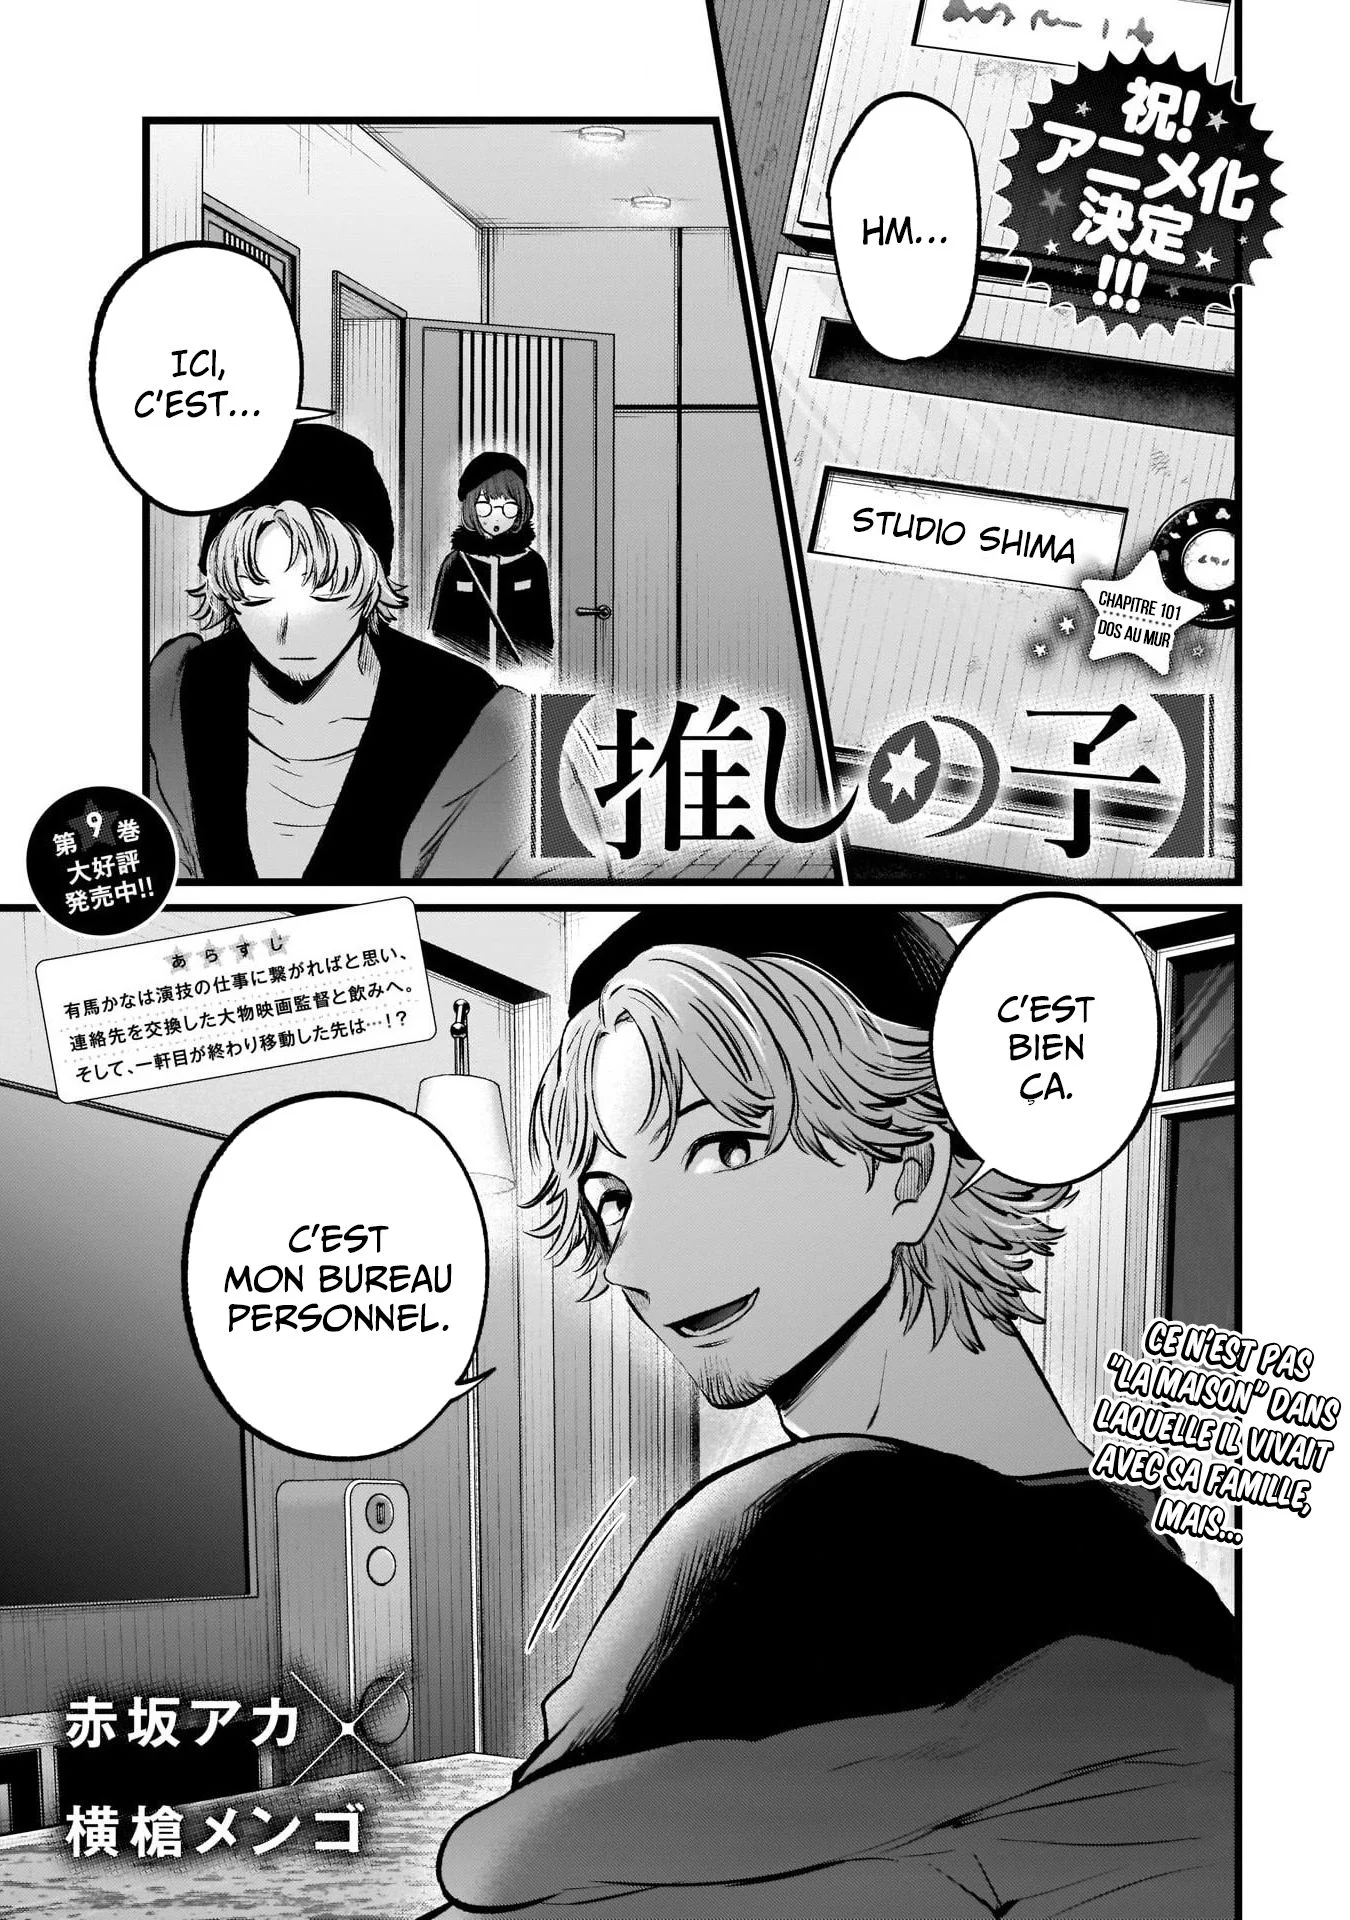 祝!
アニメ化
決定
!!!
HM...
ICI,
C'EST...
STUDIO SHIMA
CHAPITRE 101
DOS AU MUR
【推しの子】
第9巻
大好評
発売中!!
あらすじ
有馬かなは演技の仕事に繋がればと思い、
連絡先を交換した大物映画監督と飲みへ。
そして、一軒目が終わり移動した先は…!?
C'EST
BIEN
ÇA.
C'EST
MON BUREAU
PERSONNEL.
CE N'EST PAS
"LA MAISON" DANS
LAQUELLE IL VIVAIT
AVEC SA FAMILLE,
MAIS...
赤坂アカ×
横槍メンゴ